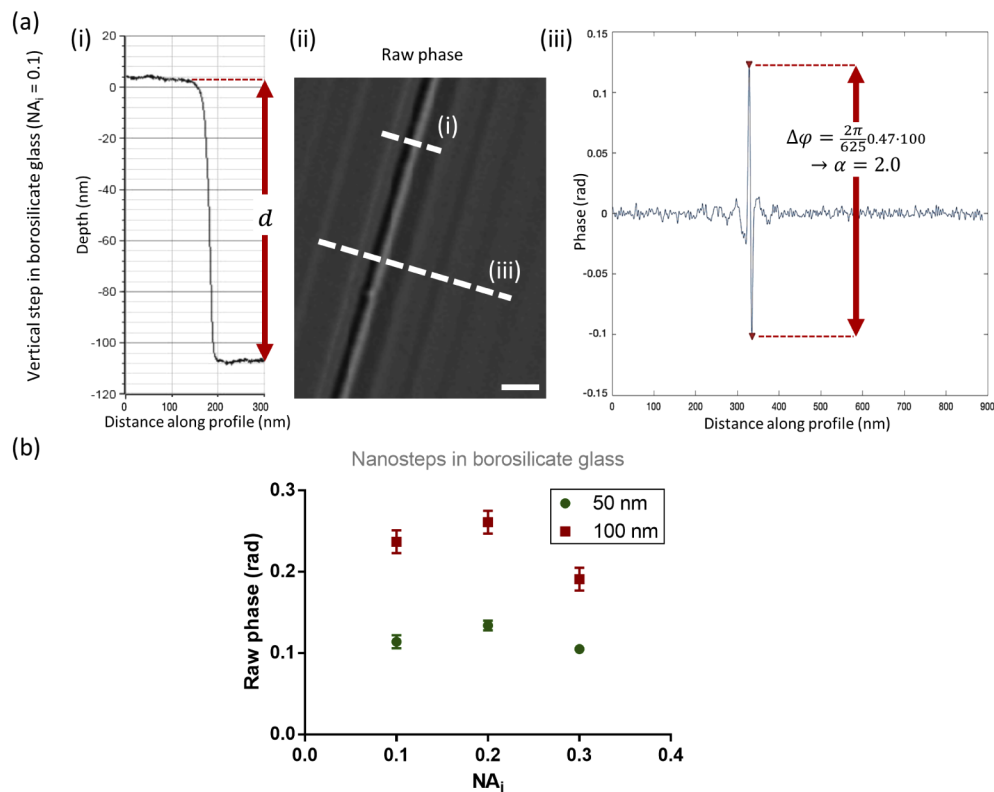 (a)
Vertical step in borosilicate glass (NAi = 0.1)
(i)
20
0
-20
-40
-60
-80
-100
-120
Depth (nm)
d
0
100
200
300
Distance along profile (nm)
(ii)
Raw phase
(i)
(iii)
(iii)
0.15
0.1
0.05
0
-0.05
-0.1
-0.15
Phase (rad)
Δφ = 2π/625 0.47·100
→ α = 2.0
0
100
200
300
400
500
600
700
800
900
Distance along profile (nm)
(b)
Nanosteps in borosilicate glass
50 nm
100 nm
0.3
0.2
0.1
0.0
Raw phase (rad)
0.0
0.1
0.2
0.3
0.4
NAi